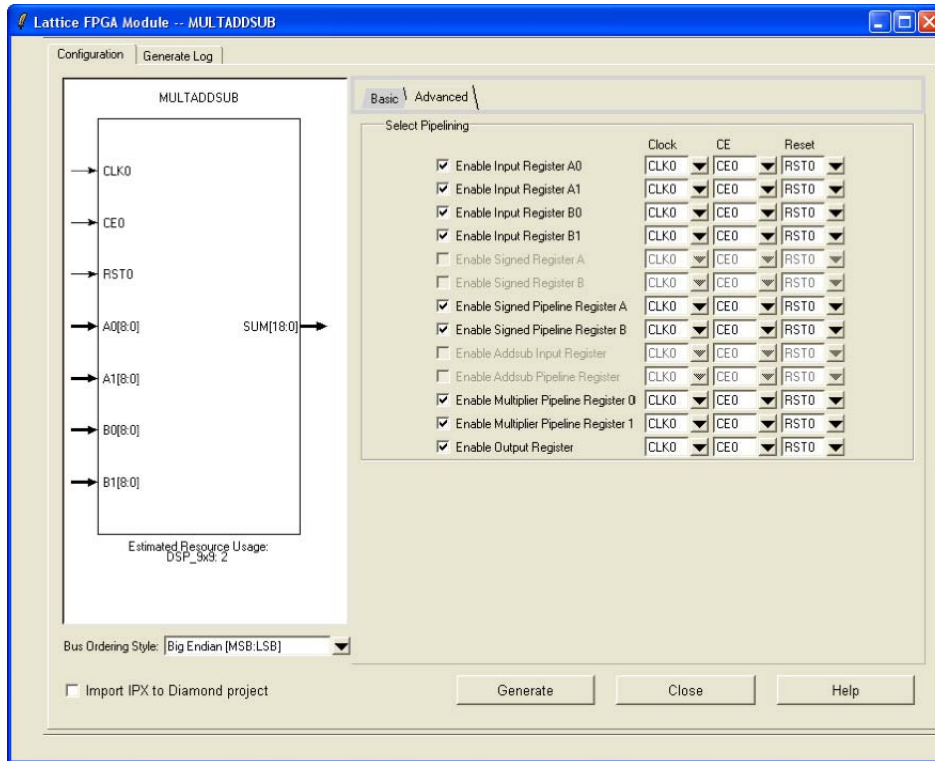 Lattice FPGA Module -- MULTADDSUB
Configuration Generate Log
MULTADDSUB
CLK0
CE0
RST0
A0[8:0] SUM[18:0]
A1[8:0]
B0[8:0]
B1[8:0]
Estimated Resource Usage:
DSP_9x9: 2
Bus Ordering Style: Big Endian [MSB:LSB]
Basic Advanced
Select Pipelining
Clock CE Reset
Enable Input Register A0 CLK0 CE0 RST0
Enable Input Register A1 CLK0 CE0 RST0
Enable Input Register B0 CLK0 CE0 RST0
Enable Input Register B1 CLK0 CE0 RST0
Enable Signed Register A CLK0 CE0 RST0
Enable Signed Register B CLK0 CE0 RST0
Enable Signed Pipeline Register A CLK0 CE0 RST0
Enable Signed Pipeline Register B CLK0 CE0 RST0
Enable Addsub Input Register CLK0 CE0 RST0
Enable Addsub Pipeline Register CLK0 CE0 RST0
Enable Multiplier Pipeline Register 0 CLK0 CE0 RST0
Enable Multiplier Pipeline Register 1 CLK0 CE0 RST0
Enable Output Register CLK0 CE0 RST0
Import IPX to Diamond project Generate Close Help